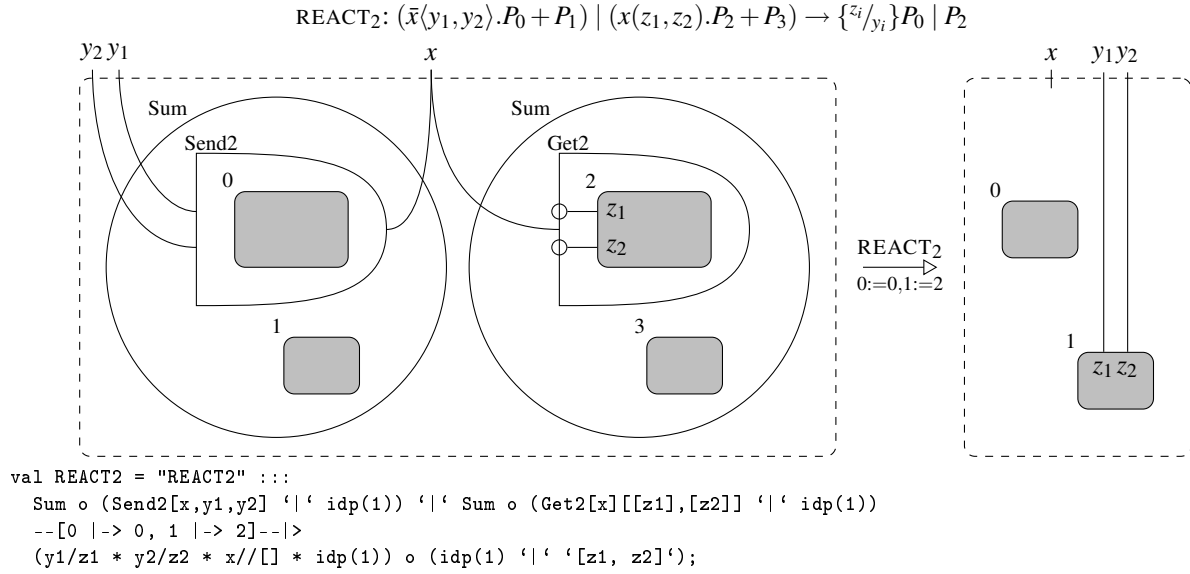 REACT₂: (x̄⟨y₁, y₂⟩.P₀ + P₁) | (x(z₁, z₂).P₂ + P₃) → {ᶻⁱ/yᵢ}P₀ | P₂
y₂ y₁ x x y₁ y₂
Sum Sum
Send2 Get2
0 2 0
z₁
z₂
REACT₂
0:=0,1:=2
1 3 1
z₁ z₂
val REACT2 = "REACT2" :::
Sum o (Send2[x,y1,y2] ‘|‘ idp(1)) ‘|‘ Sum o (Get2[x][[z1],[z2]] ‘|‘ idp(1))
--[0 |-> 0, 1 |-> 2]--|>
(y1/z1 * y2/z2 * x//[] * idp(1)) o (idp(1) ‘|‘ ‘[z1, z2]‘);